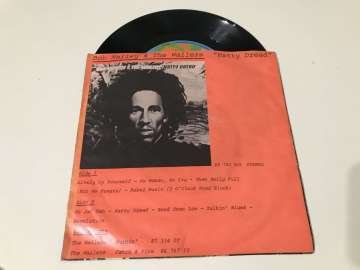 Bob Marley & The Wailers "Natty Dread"
Side 1
Lively Up Yourself - No Woman, No Cry - Them Belly Full
(But We Hungry) - Rebel Music (3 O'Clock Road Block)
Side 2
So Jah Seh - Natty Dread - Bend Down Low - Talkin' Blues -
Revolution
The Wailers
The Wailers Catch A Fire